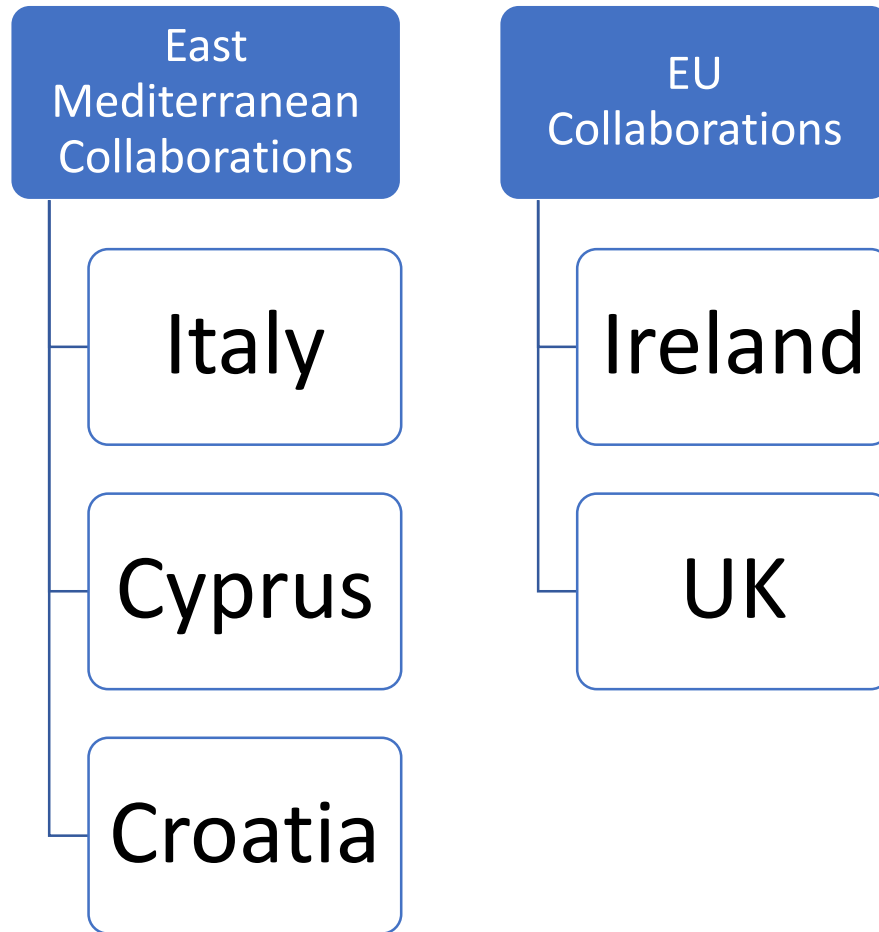 East
Mediterranean
Collaborations
Italy
Cyprus
Croatia
EU
Collaborations
Ireland
UK